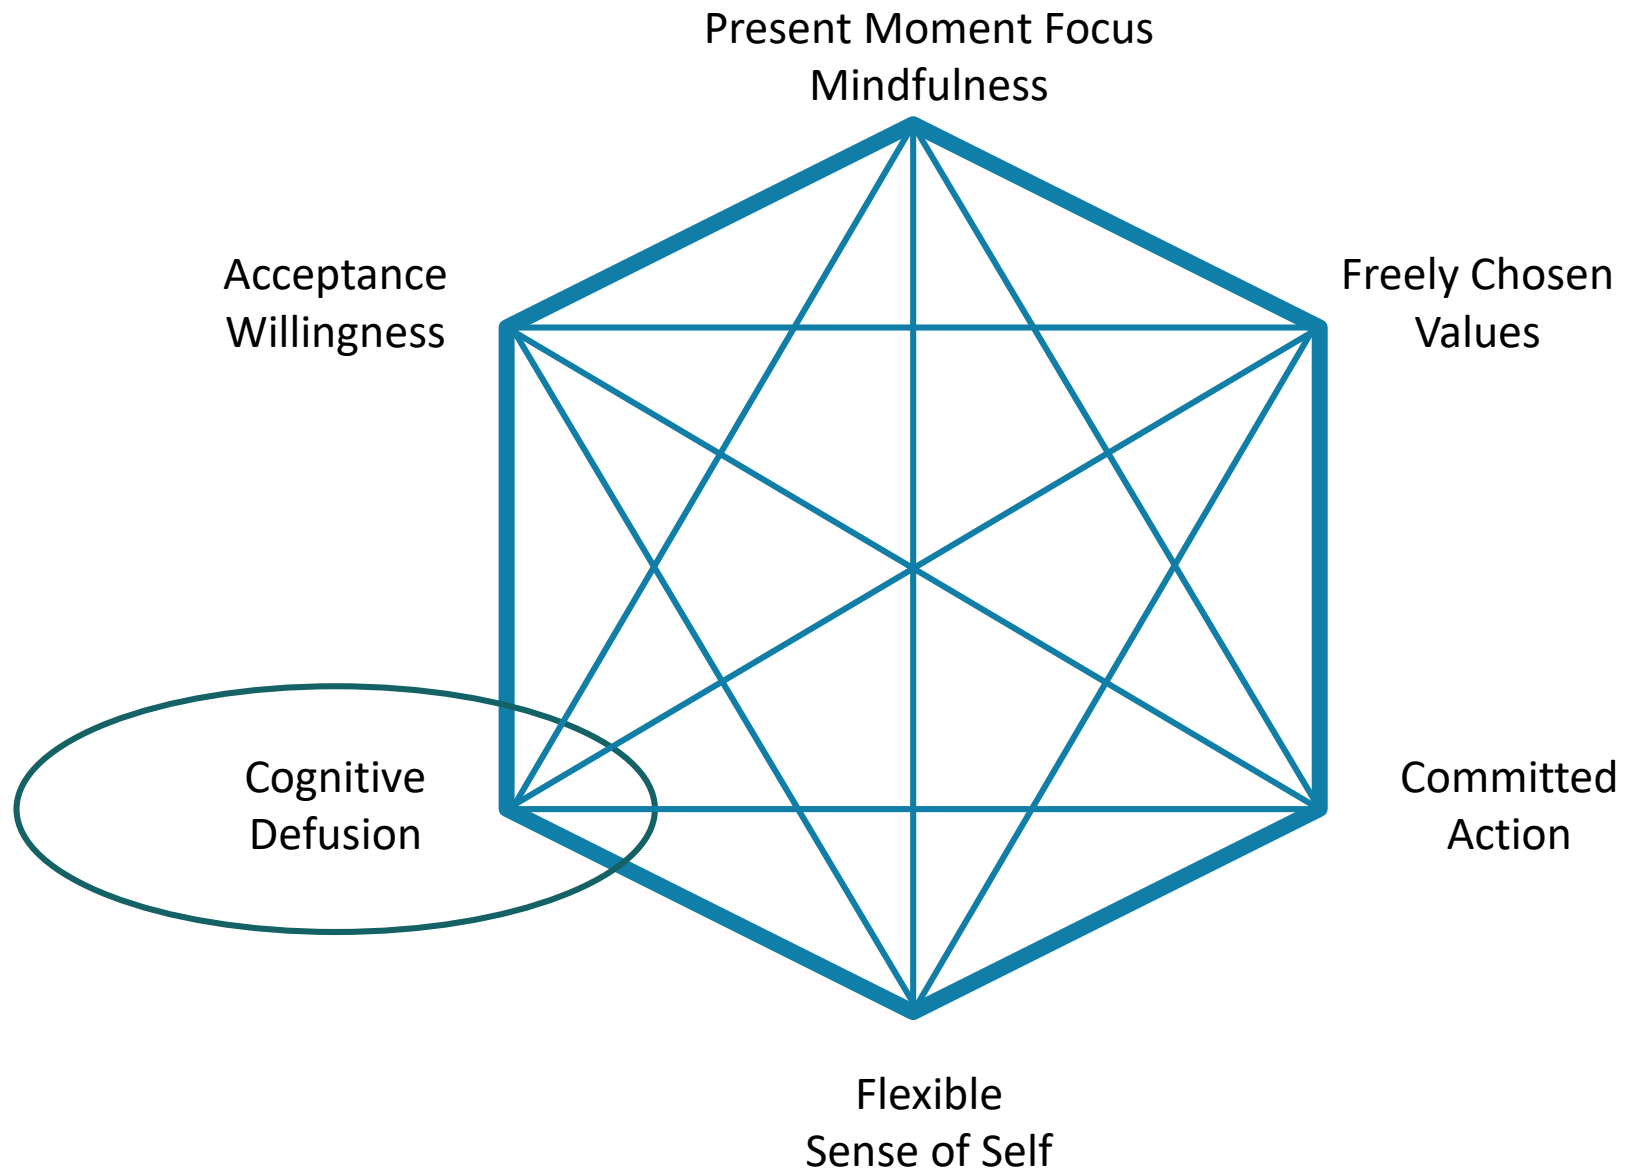 Present Moment Focus
Mindfulness
Acceptance
Willingness
Freely Chosen
Values
Cognitive
Defusion
Committed
Action
Flexible
Sense of Self